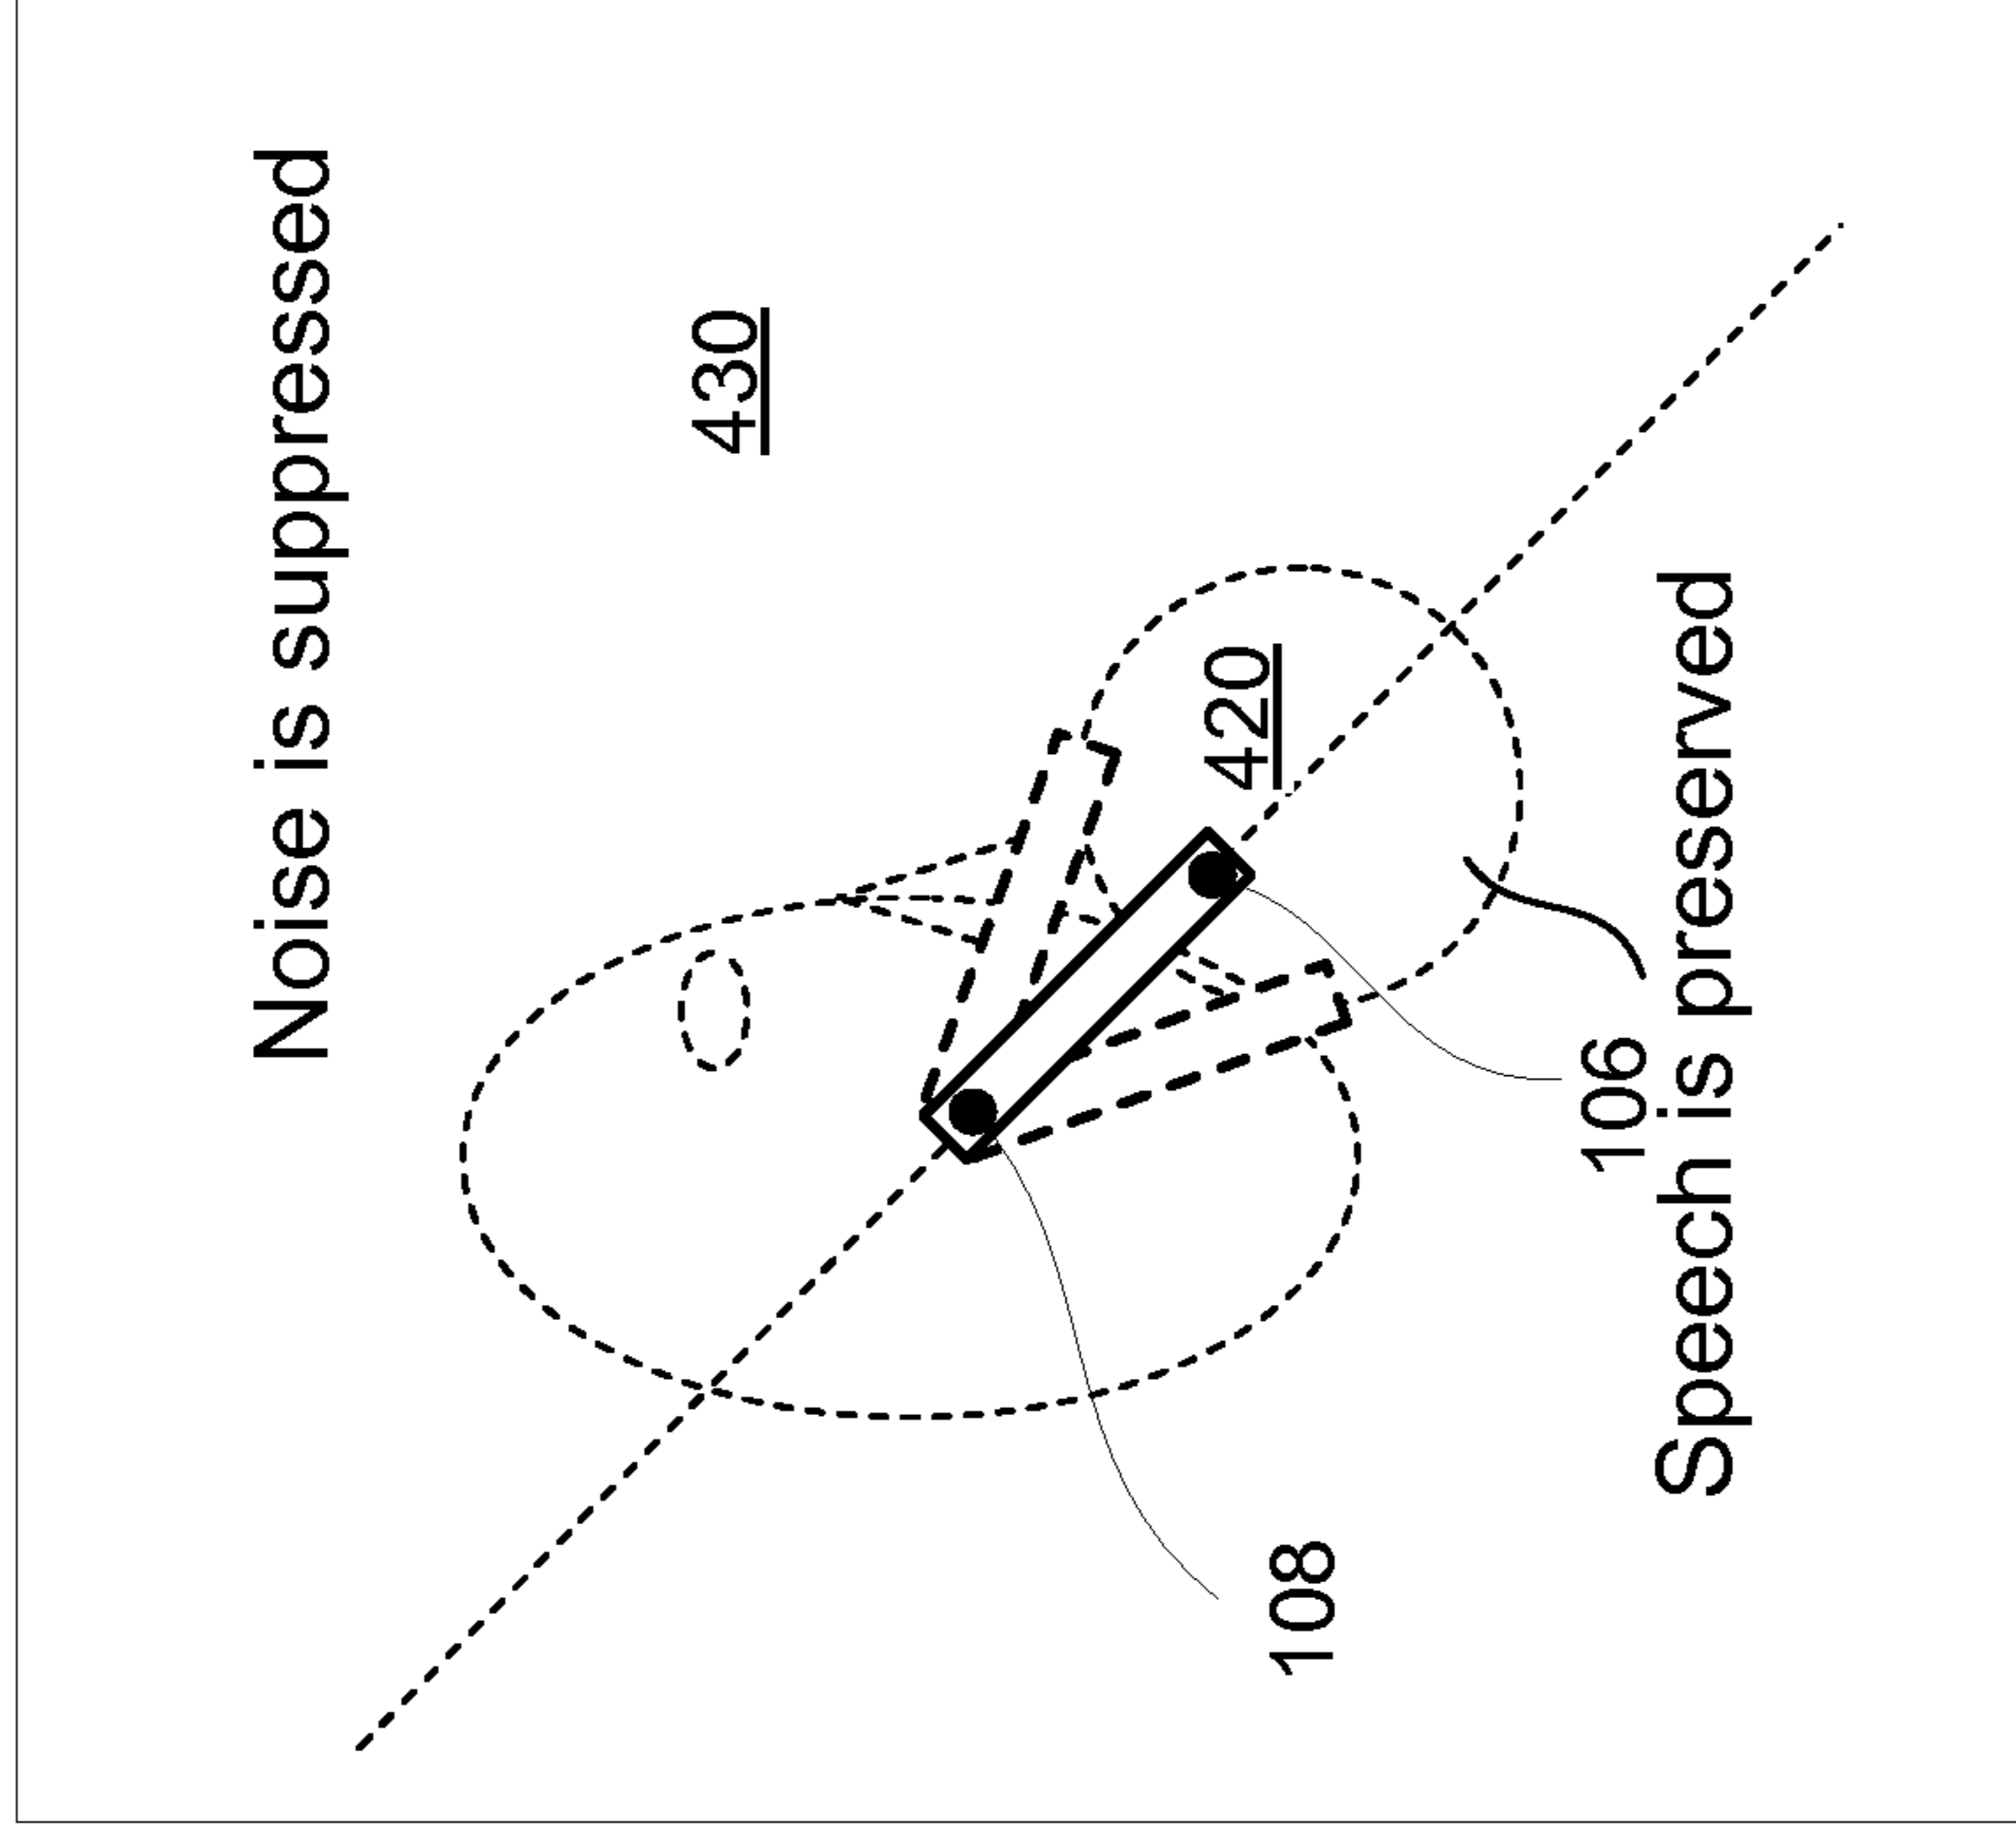 Noise is suppressed
430
420
108
106
Speech is preserved